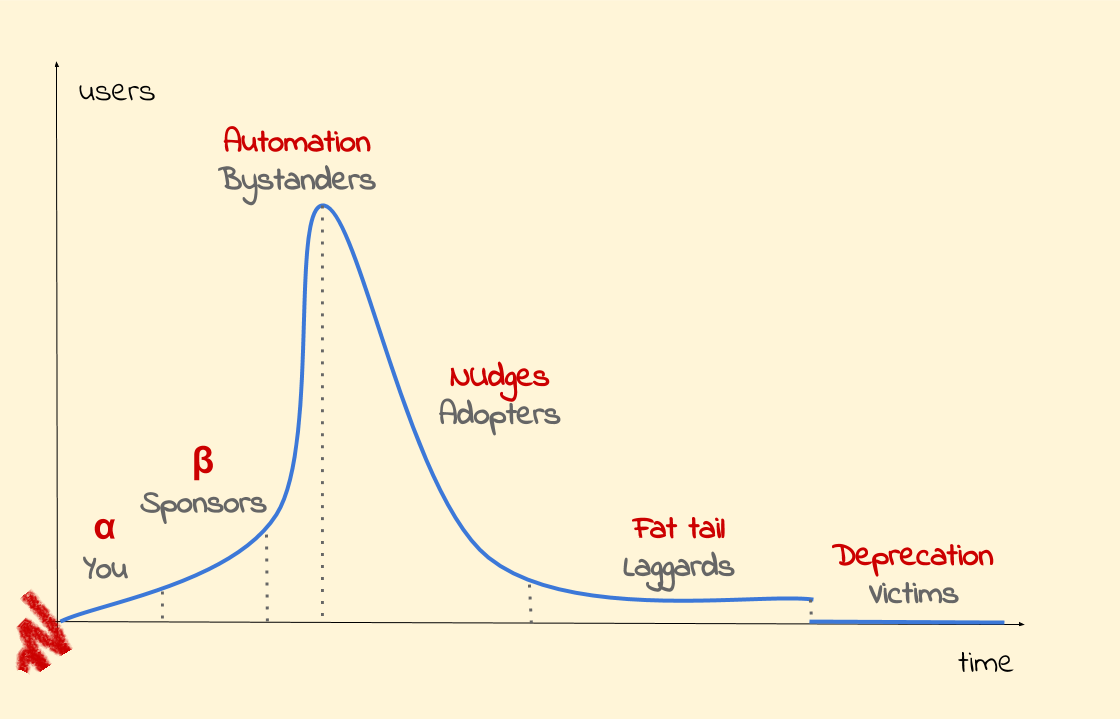 users
Automation
Bystanders
Nudges
Adopters
β
Sponsors
α
You
Fat tail
Laggards
Deprecation
Victims
time